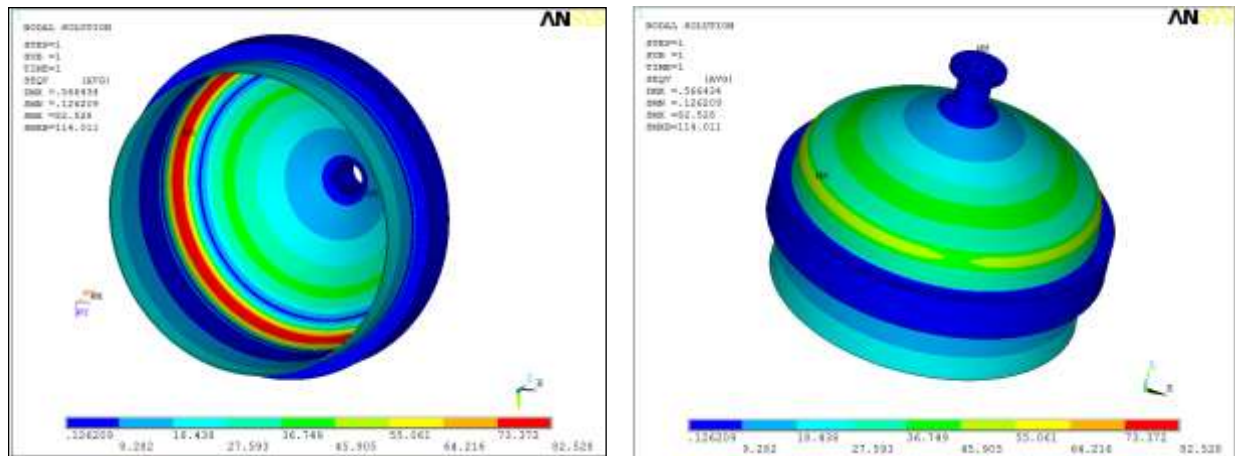 ANSYS
NODAL SOLUTION
STEP=1
SUB =1
TIME=1
SEQV (AVG)
DMX =.566434
SMN =.126209
SMX =82.528
SMXB=114.011
MX
X
.126209 18.438 36.749 55.061 73.372
9.282 27.593 45.905 64.216 82.528
ANSYS
NODAL SOLUTION
STEP=1
SUB =1
TIME=1
SEQV (AVG)
DMX =.566434
SMN =.126209
SMX =82.528
SMXB=114.011
X
.126209 18.438 36.749 55.061 73.372
9.282 27.593 45.905 64.216 82.528